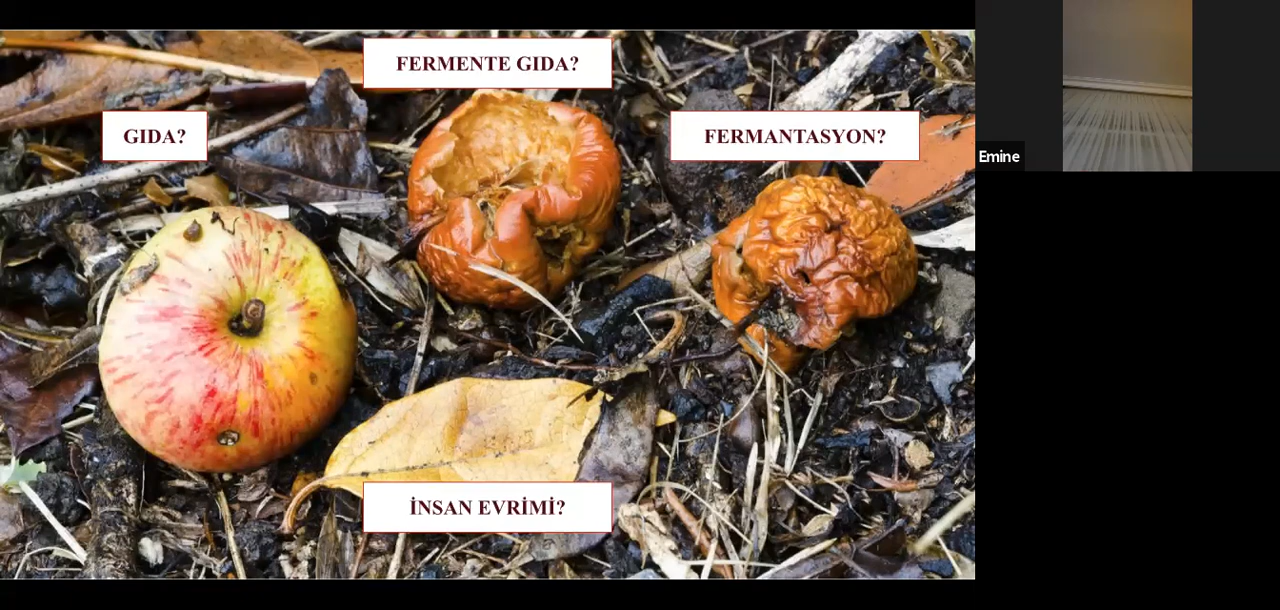 FERMENTE GIDA?
GIDA?
FERMANTASYON?
Emine
İNSAN EVRİMİ?